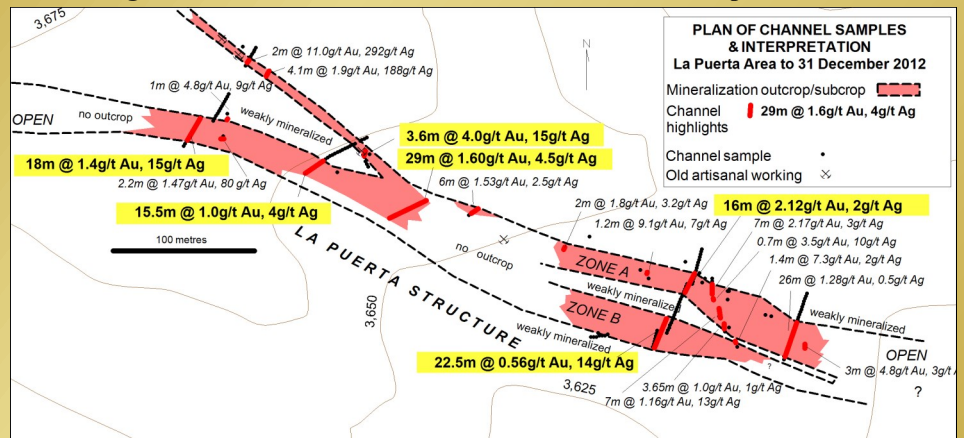 3,675
2m @ 11.0g/t Au, 292g/t Ag
4.1m @ 1.9g/t Au, 188g/t Ag
1m @ 4.8g/t Au, 9g/t Ag
N
PLAN OF CHANNEL SAMPLES
& INTERPRETATION
La Puerta Area to 31 December 2012
Mineralization outcrop/subcrop
Channel
highlights
29m @ 1.6g/t Au, 4g/t Ag
Channel sample
Old artisanal working
OPEN
no outcrop
weakly mineralized
3.6m @ 4.0g/t Au, 15g/t Ag
29m @ 1.60g/t Au, 4.5g/t Ag
18m @ 1.4g/t Au, 15g/t Ag
2.2m @ 1.47g/t Au, 80 g/t Ag
6m @ 1.53g/t Au, 2.5g/t Ag
15.5m @ 1.0g/t Au, 4g/t Ag
2m @ 1.8g/t Au, 3.2g/t Ag
1.2m @ 9.1g/t Au, 7g/t Ag
16m @ 2.12g/t Au, 2g/t Ag
7m @ 2.17g/t Au, 3g/t Ag
0.7m @ 3.5g/t Au, 10g/t Ag
1.4m @ 7.3g/t Au, 2g/t Ag
26m @ 1.28g/t Au, 0.5g/t Ag
100 metres
LA PUERTA STRUCTURE
no
outcrop
3,650
ZONE A
weakly mineralized
ZONE B
weakly mineralized
weakly mineralized
OPEN
?
?
22.5m @ 0.56g/t Au, 14g/t Ag
3,625
3.65m @ 1.0g/t Au, 1g/t Ag
7m @ 1.16g/t Au, 13g/t Ag
3m @ 4.8g/t Au, 3g/t